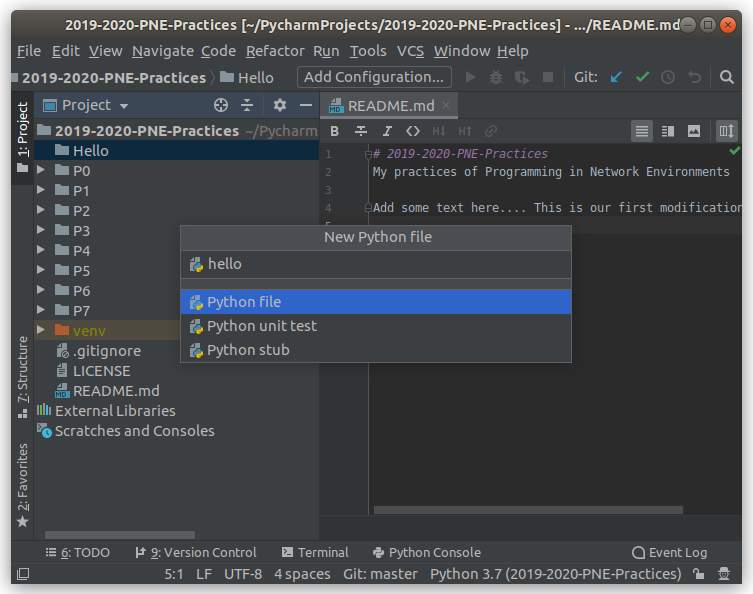 2019-2020-PNE-Practices [~/PycharmProjects/2019-2020-PNE-Practices] - .../README.md
File Edit View Navigate Code Refactor Run Tools VCS Window Help
2019-2020-PNE-Practices Hello Add Configuration... Git:
1: Project
Project
README.md
2019-2020-PNE-Practices ~/Pycharm
Hello
P0
P1
P2
P3
P4
P5
P6
P7
venv
.gitignore
LICENSE
README.md
External Libraries
Scratches and Consoles
7: Structure
2: Favorites
B I <> H↓ H↑
1 # 2019-2020-PNE-Practices
2 My practices of Programming in Network Environments
3
4 Add some text here.... This is our first modification
New Python file
hello
Python file
Python unit test
Python stub
6: TODO 9: Version Control Terminal Python Console Event Log
5:1 LF UTF-8 4 spaces Git: master Python 3.7 (2019-2020-PNE-Practices)